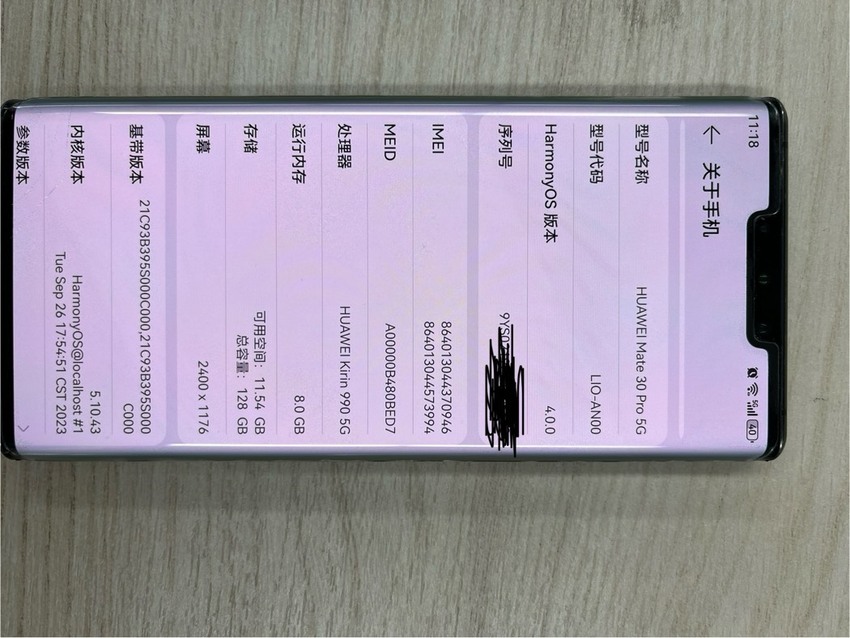 11:18
5G
40
关于手机
型号名称
HUAWEI Mate 30 Pro 5G
型号代码
LIO-AN00
HarmonyOS 版本
4.0.0
序列号
9YS0
IMEI
864013044370946
864013044573994
MEID
A00000B480BED7
处理器
HUAWEI Kirin 990 5G
运行内存
8.0 GB
存储
可用空间: 11.54 GB
总容量: 128 GB
屏幕
2400 x 1176
基带版本
21C93B395S000C000,21C93B395S000
C000
内核版本
5.10.43
HarmonyOS@localhost #1
Tue Sep 26 17:54:51 CST 2023
参数版本